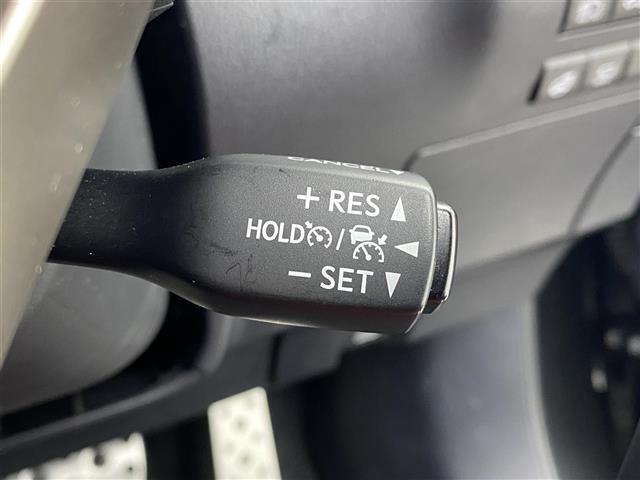 CANCEL
+ RES
HOLD /
− SET